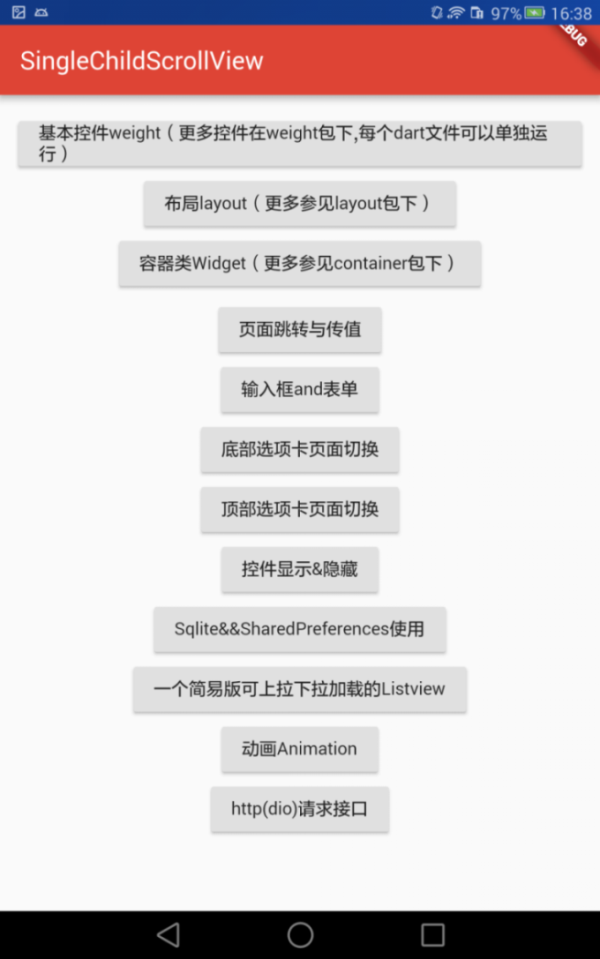 97% 16:38
SingleChildScrollView
基本控件weight（更多控件在weight包下,每个dart文件可以单独运
行）
布局layout（更多参见layout包下）
容器类Widget（更多参见container包下）
页面跳转与传值
输入框and表单
底部选项卡页面切换
顶部选项卡页面切换
控件显示&隐藏
Sqlite&&SharedPreferences使用
一个简易版可上拉下拉加载的Listview
动画Animation
http(dio)请求接口